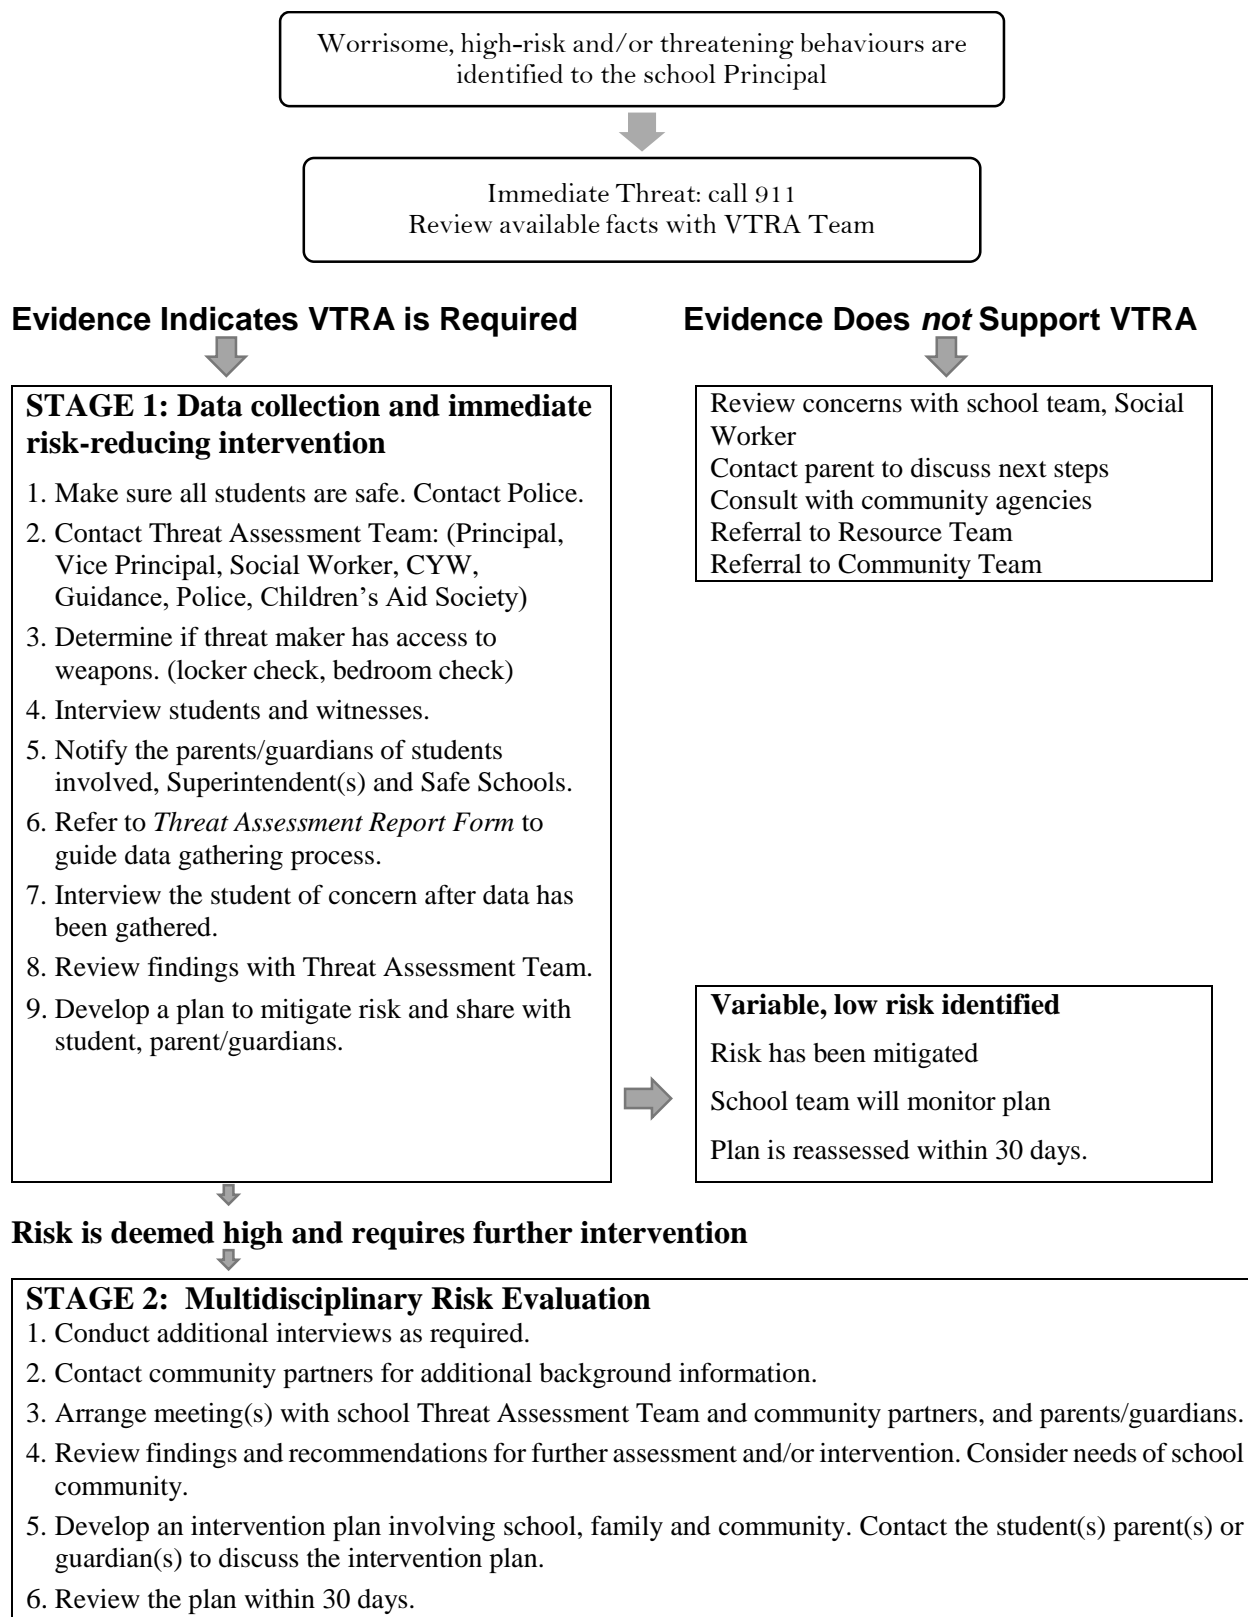 Worrisome, high-risk and/or threatening behaviours are
identified to the school Principal
Immediate Threat: call 911
Review available facts with VTRA Team
Evidence Indicates VTRA is Required
STAGE 1: Data collection and immediate
risk-reducing intervention
1. Make sure all students are safe. Contact Police.
2. Contact Threat Assessment Team: (Principal,
Vice Principal, Social Worker, CYW,
Guidance, Police, Children’s Aid Society)
3. Determine if threat maker has access to
weapons. (locker check, bedroom check)
4. Interview students and witnesses.
5. Notify the parents/guardians of students
involved, Superintendent(s) and Safe Schools.
6. Refer to Threat Assessment Report Form to
guide data gathering process.
7. Interview the student of concern after data has
been gathered.
8. Review findings with Threat Assessment Team.
9. Develop a plan to mitigate risk and share with
student, parent/guardians.
Evidence Does not Support VTRA
Review concerns with school team, Social
Worker
Contact parent to discuss next steps
Consult with community agencies
Referral to Resource Team
Referral to Community Team
Variable, low risk identified
Risk has been mitigated
School team will monitor plan
Plan is reassessed within 30 days.
Risk is deemed high and requires further intervention
STAGE 2: Multidisciplinary Risk Evaluation
1. Conduct additional interviews as required.
2. Contact community partners for additional background information.
3. Arrange meeting(s) with school Threat Assessment Team and community partners, and parents/guardians.
4. Review findings and recommendations for further assessment and/or intervention. Consider needs of school
community.
5. Develop an intervention plan involving school, family and community. Contact the student(s) parent(s) or
guardian(s) to discuss the intervention plan.
6. Review the plan within 30 days.